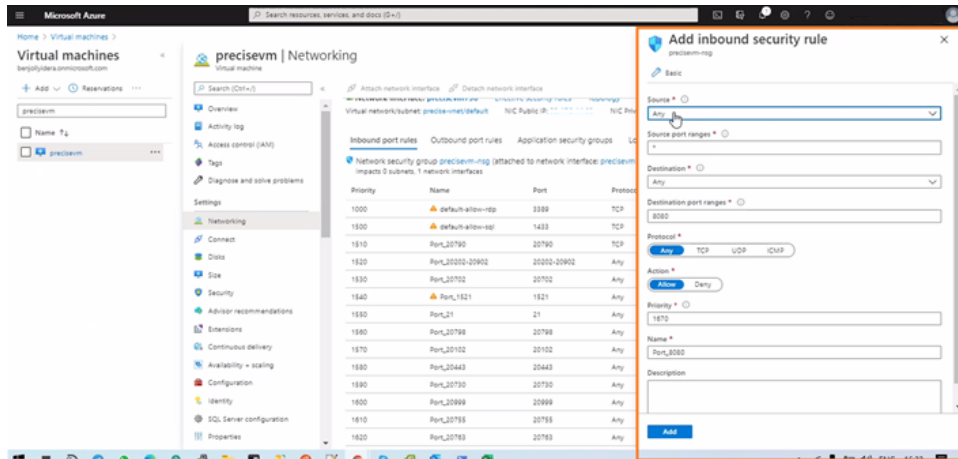 Microsoft Azure
Search resources, services, and docs (G+/)
Home > Virtual machines >
Virtual machines
benjollyidera.onmicrosoft.com
+ Add
Reservations
...
precisevm
Name ↑↓
precisevm
...
precisevm | Networking
Virtual machine
Search (Ctrl+/)
Overview
Activity log
Access control (IAM)
Tags
Diagnose and solve problems
Settings
Networking
Connect
Disks
Size
Security
Advisor recommendations
Extensions
Continuous delivery
Availability + scaling
Configuration
Identity
SQL Server configuration
Properties
Attach network interface
Detach network interface
Virtual network/subnet: precise-vnet/default
NIC Public IP:
NIC Priv
Inbound port rules
Outbound port rules
Application security groups
Lo
Network security group precisevm-nsg (attached to network interface: precisevm
Impacts 0 subnets, 1 network interfaces
Priority Name Port Protoco
1000 default-allow-rdp 3389 TCP
1500 default-allow-sql 1433 TCP
1510 Port_20790 20790 TCP
1520 Port_20202-20902 20202-20902 Any
1530 Port_20702 20702 Any
1540 Port_1521 1521 Any
1550 Port_21 21 Any
1560 Port_20798 20798 Any
1570 Port_20102 20102 Any
1580 Port_20443 20443 Any
1590 Port_20730 20730 Any
1600 Port_20999 20999 Any
1610 Port_20755 20755 Any
1620 Port_20763 20763 Any
Add inbound security rule
precisevm-nsg
Basic
Source *
Any
Source port ranges *
*
Destination *
Any
Destination port ranges *
8080
Protocol *
Any TCP UDP ICMP
Action *
Allow Deny
Priority *
1670
Name *
Port_8080
Description
Add